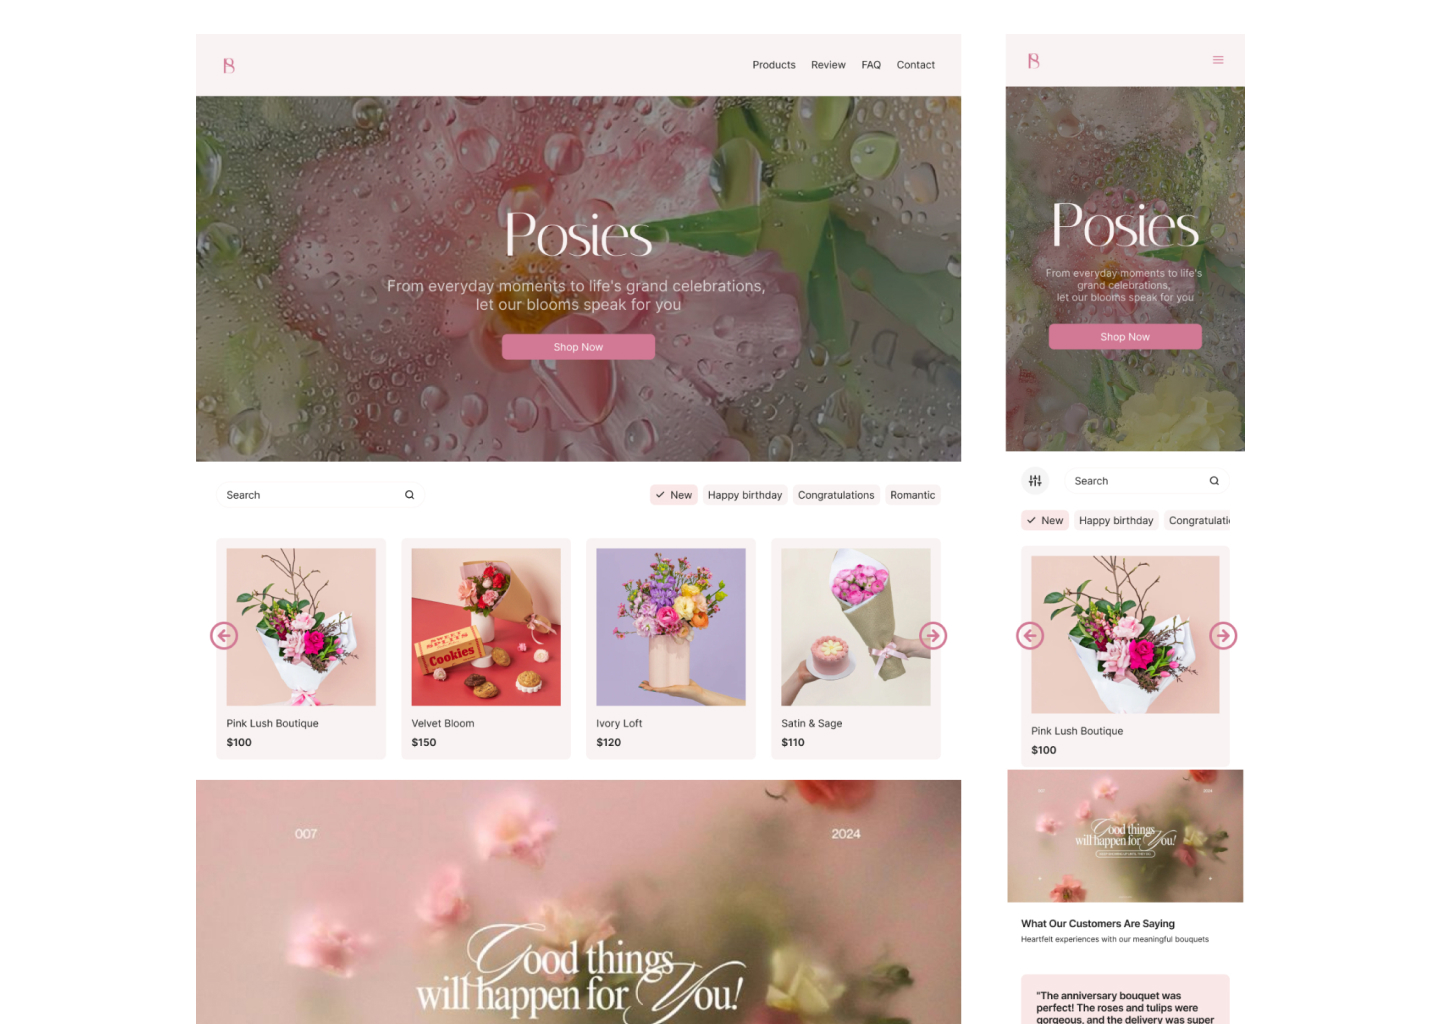 B
Products Review FAQ Contact
Posies
From everyday moments to life's grand celebrations,
let our blooms speak for you
Shop Now
Search
New Happy birthday Congratulations Romantic
Cookies
Pink Lush Boutique
$100
Velvet Bloom
$150
Ivory Loft
$120
Satin & Sage
$110
007
2024
Good things
will happen for You!
B
Posies
From everyday moments to life's
grand celebrations,
let our blooms speak for you
Shop Now
Search
New Happy birthday
Pink Lush Boutique
$100
2024
Good things
will happen for You!
What Our Customers Are Saying
Heartfelt experiences with our meaningful bouquets
"The anniversary bouquet was
perfect! The roses and tulips were
gorgeous, and the delivery was super